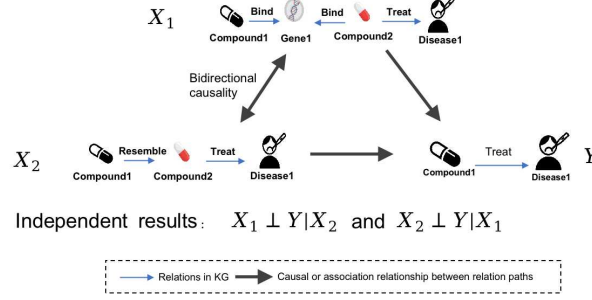 X₁
Bind Bind Treat
Compound1 Gene1 Compound2 Disease1
Bidirectional
causality
X₂
Resemble Treat
Compound1 Compound2 Disease1
Treat
Compound1 Disease1
Y
Independent results: X₁ ⊥ Y|X₂ and X₂ ⊥ Y|X₁
Relations in KG Causal or association relationship between relation paths